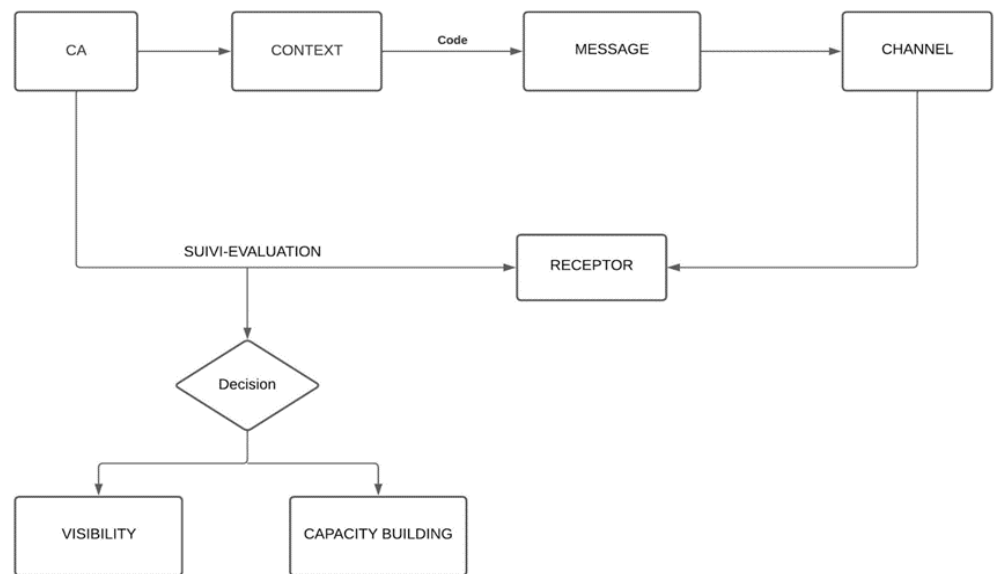 CA
CONTEXT
Code
MESSAGE
CHANNEL
SUIVI-EVALUATION
RECEPTOR
Decision
VISIBILITY
CAPACITY BUILDING